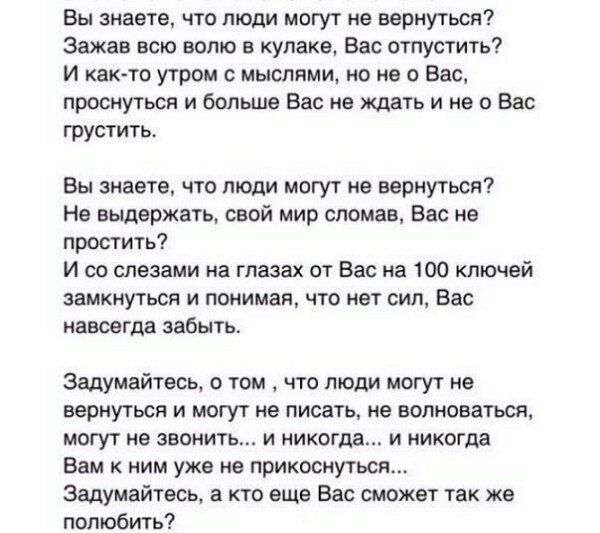 Вы знаете, что люди могут не вернуться?
Зажав всю волю в кулаке, Вас отпустить?
И как-то утром с мыслями, но не о Вас,
проснуться и больше Вас не ждать и не о Вас
грустить.

Вы знаете, что люди могут не вернуться?
Не выдержать, свой мир сломав, Вас не
простить?
И со слезами на глазах от Вас на 100 ключей
замкнуться и понимая, что нет сил, Вас
навсегда забыть.

Задумайтесь, о том , что люди могут не
вернуться и могут не писать, не волноваться,
могут не звонить... и никогда... и никогда
Вам к ним уже не прикоснуться...
Задумайтесь, а кто еще Вас сможет так же
полюбить?